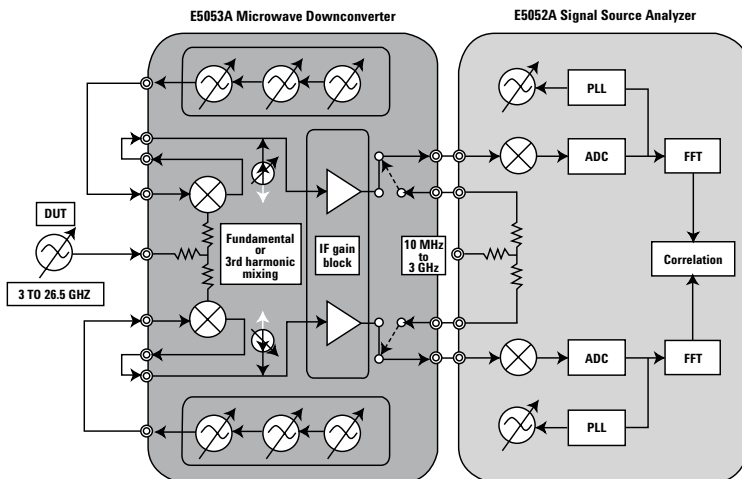 E5053A Microwave Downconverter
E5052A Signal Source Analyzer
PLL
ADC
FFT
DUT
3 TO 26.5 GHZ
Fundamental
or
3rd harmonic
mixing
IF gain
block
10 MHz
to
3 GHz
Correlation
ADC
FFT
PLL